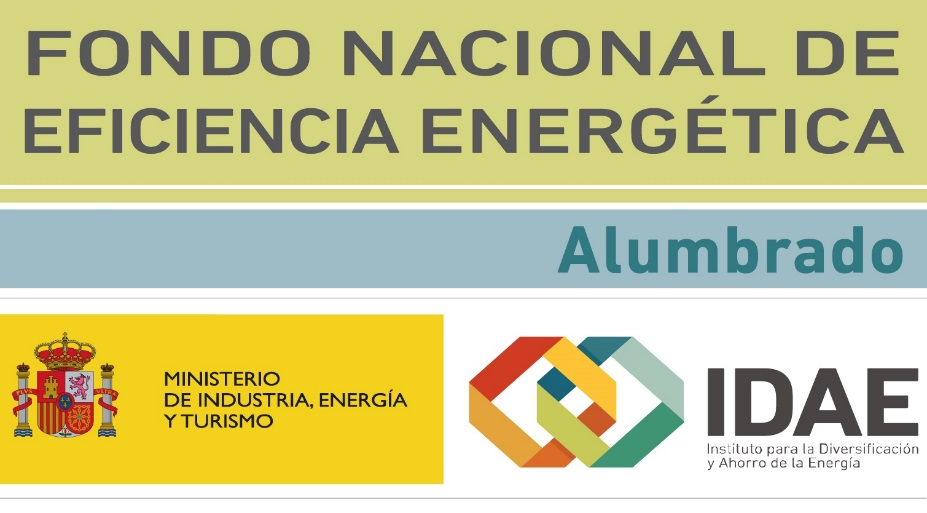 FONDO NACIONAL DE
EFICIENCIA ENERGÉTICA
Alumbrado
MINISTERIO
DE INDUSTRIA, ENERGÍA
Y TURISMO
IDAE
Instituto para la Diversificación
y Ahorro de la Energía